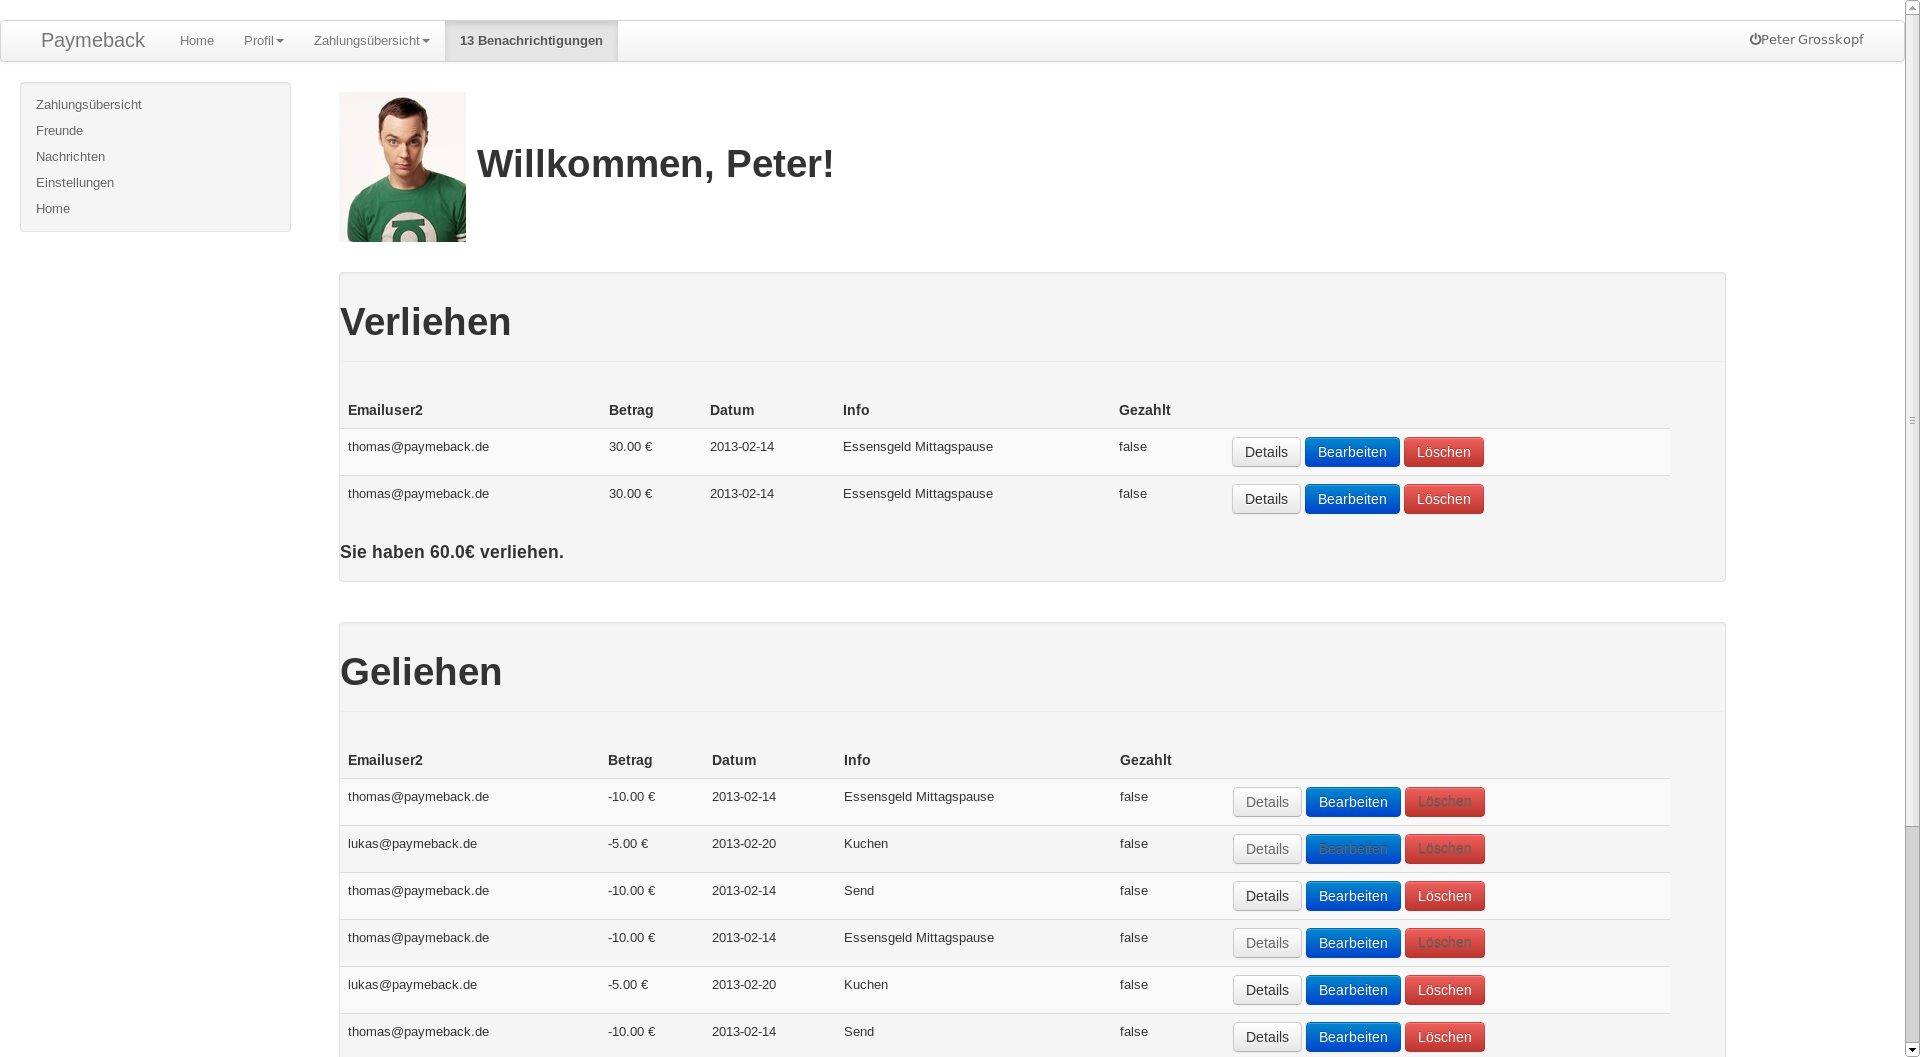 Paymeback Home Profil Zahlungsübersicht 13 Benachrichtigungen Peter Grosskopf
Zahlungsübersicht
Freunde
Nachrichten
Einstellungen
Home
Willkommen, Peter!
Verliehen
Emailuser2 Betrag Datum Info Gezahlt
thomas@paymeback.de 30.00 € 2013-02-14 Essensgeld Mittagspause false Details Bearbeiten Löschen
thomas@paymeback.de 30.00 € 2013-02-14 Essensgeld Mittagspause false Details Bearbeiten Löschen
Sie haben 60.0€ verliehen.
Geliehen
Emailuser2 Betrag Datum Info Gezahlt
thomas@paymeback.de -10.00 € 2013-02-14 Essensgeld Mittagspause false Details Bearbeiten Löschen
lukas@paymeback.de -5.00 € 2013-02-20 Kuchen false Details Bearbeiten Löschen
thomas@paymeback.de -10.00 € 2013-02-14 Send false Details Bearbeiten Löschen
thomas@paymeback.de -10.00 € 2013-02-14 Essensgeld Mittagspause false Details Bearbeiten Löschen
lukas@paymeback.de -5.00 € 2013-02-20 Kuchen false Details Bearbeiten Löschen
thomas@paymeback.de -10.00 € 2013-02-14 Send false Details Bearbeiten Löschen